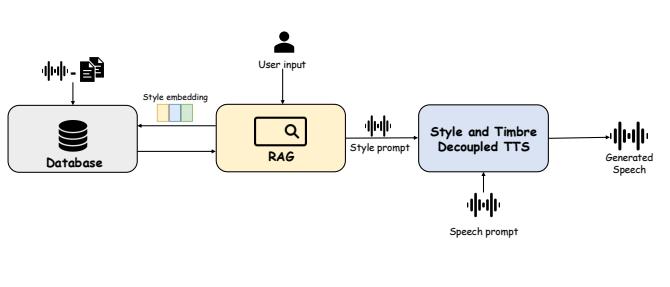 User input
Style embedding
Database
RAG
Style prompt
Style and Timbre
Decoupled TTS
Generated
Speech
Speech prompt